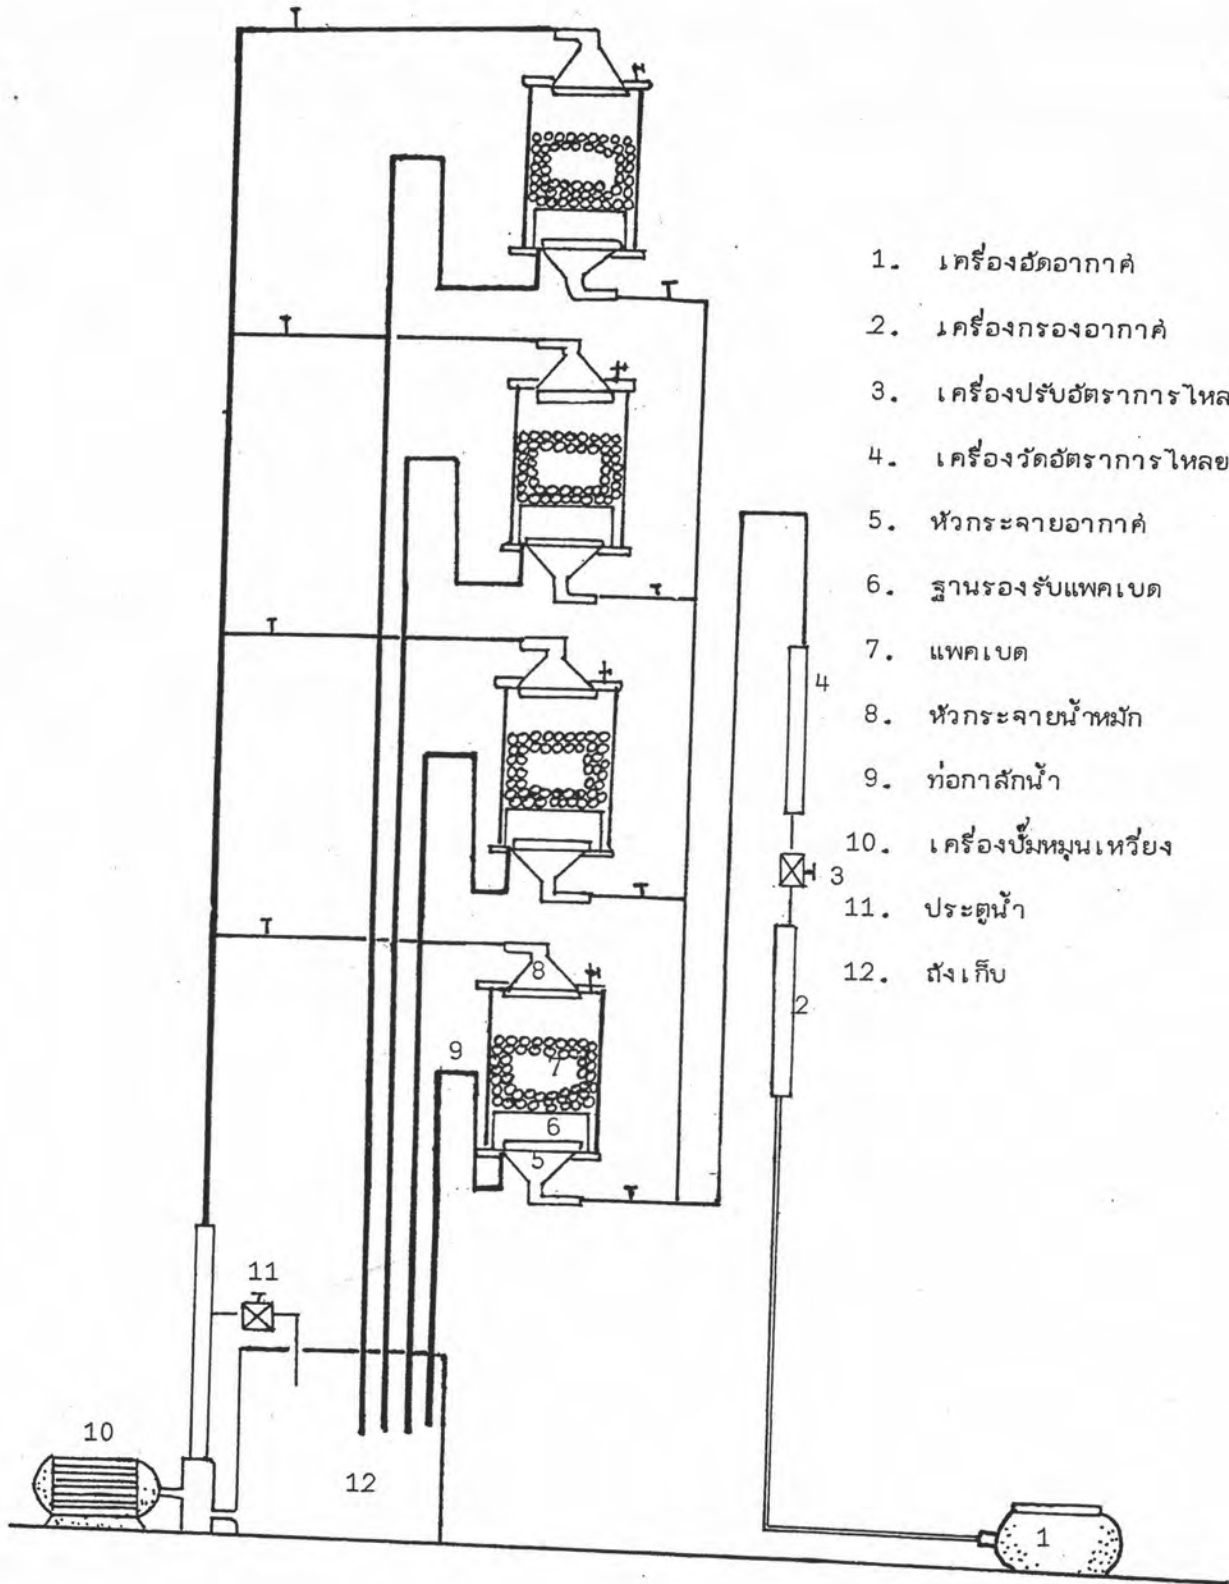 1. เครื่องอัดอากาศ
2. เครื่องกรองอากาศ
3. เครื่องปรับอัตราการไหล
4. เครื่องวัดอัตราการไหลข
5. หัวกระจายอากาศ
6. ฐานรองรับแพคเบด
7. แพคเบด
8. หัวกระจายน้ำหมัก
9. ท่อกาลักน้ำ
10. เครื่องปั๊มหมุนเหวี่ยง
11. ประตูน้ำ
12. ถังเก็บ
4
3
2
8
9
7
6
5
11
10
12
1